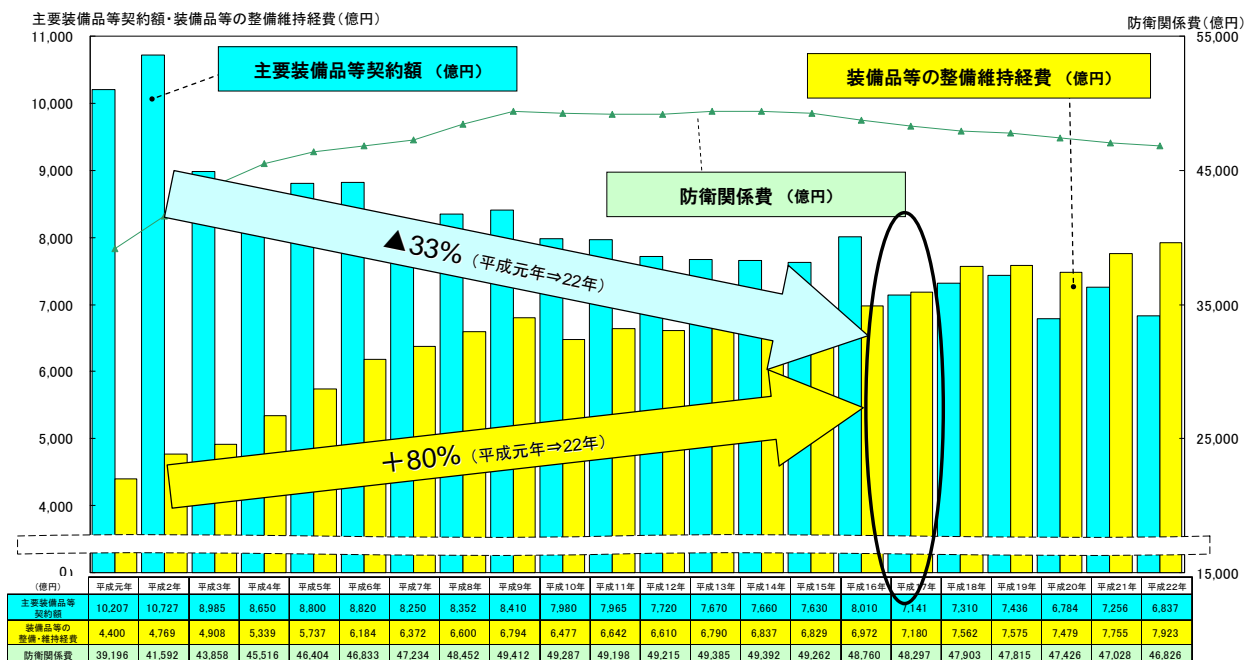 主要装備品等契約額・装備品等の整備維持経費(億円)
防衛関係費(億円)
11,000
10,000
9,000
8,000
7,000
6,000
5,000
4,000
0
55,000
45,000
35,000
25,000
15,000
主要装備品等契約額 (億円)
装備品等の整備維持経費 (億円)
防衛関係費 (億円)
▲33% (平成元年⇒22年)
+80% (平成元年⇒22年)
(億円) 平成元年 平成2年 平成3年 平成4年 平成5年 平成6年 平成7年 平成8年 平成9年 平成10年 平成11年 平成12年 平成13年 平成14年 平成15年 平成16年 平成17年 平成18年 平成19年 平成20年 平成21年 平成22年
主要装備品等
契約額 10,207 10,727 8,985 8,650 8,800 8,820 8,250 8,352 8,410 7,980 7,965 7,720 7,670 7,660 7,630 8,010 7,141 7,310 7,436 6,784 7,256 6,837
装備品等の
整備・維持経費 4,400 4,769 4,908 5,339 5,737 6,184 6,372 6,600 6,794 6,477 6,642 6,610 6,790 6,837 6,829 6,972 7,180 7,562 7,575 7,479 7,755 7,923
防衛関係費 39,196 41,592 43,858 45,516 46,404 46,833 47,234 48,452 49,412 49,287 49,198 49,215 49,385 49,392 49,262 48,760 48,297 47,903 47,815 47,426 47,028 46,826